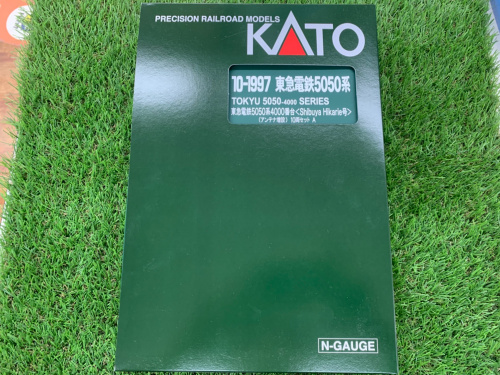 PRECISION RAILROAD MODELS
KATO
10-1997 東急電鉄5050系
TOKYU 5050-4000 SERIES
東急電鉄5050系4000番台<Shibuya Hikarie号>
(アンテナ増設) 10両セット A
N-GAUGE